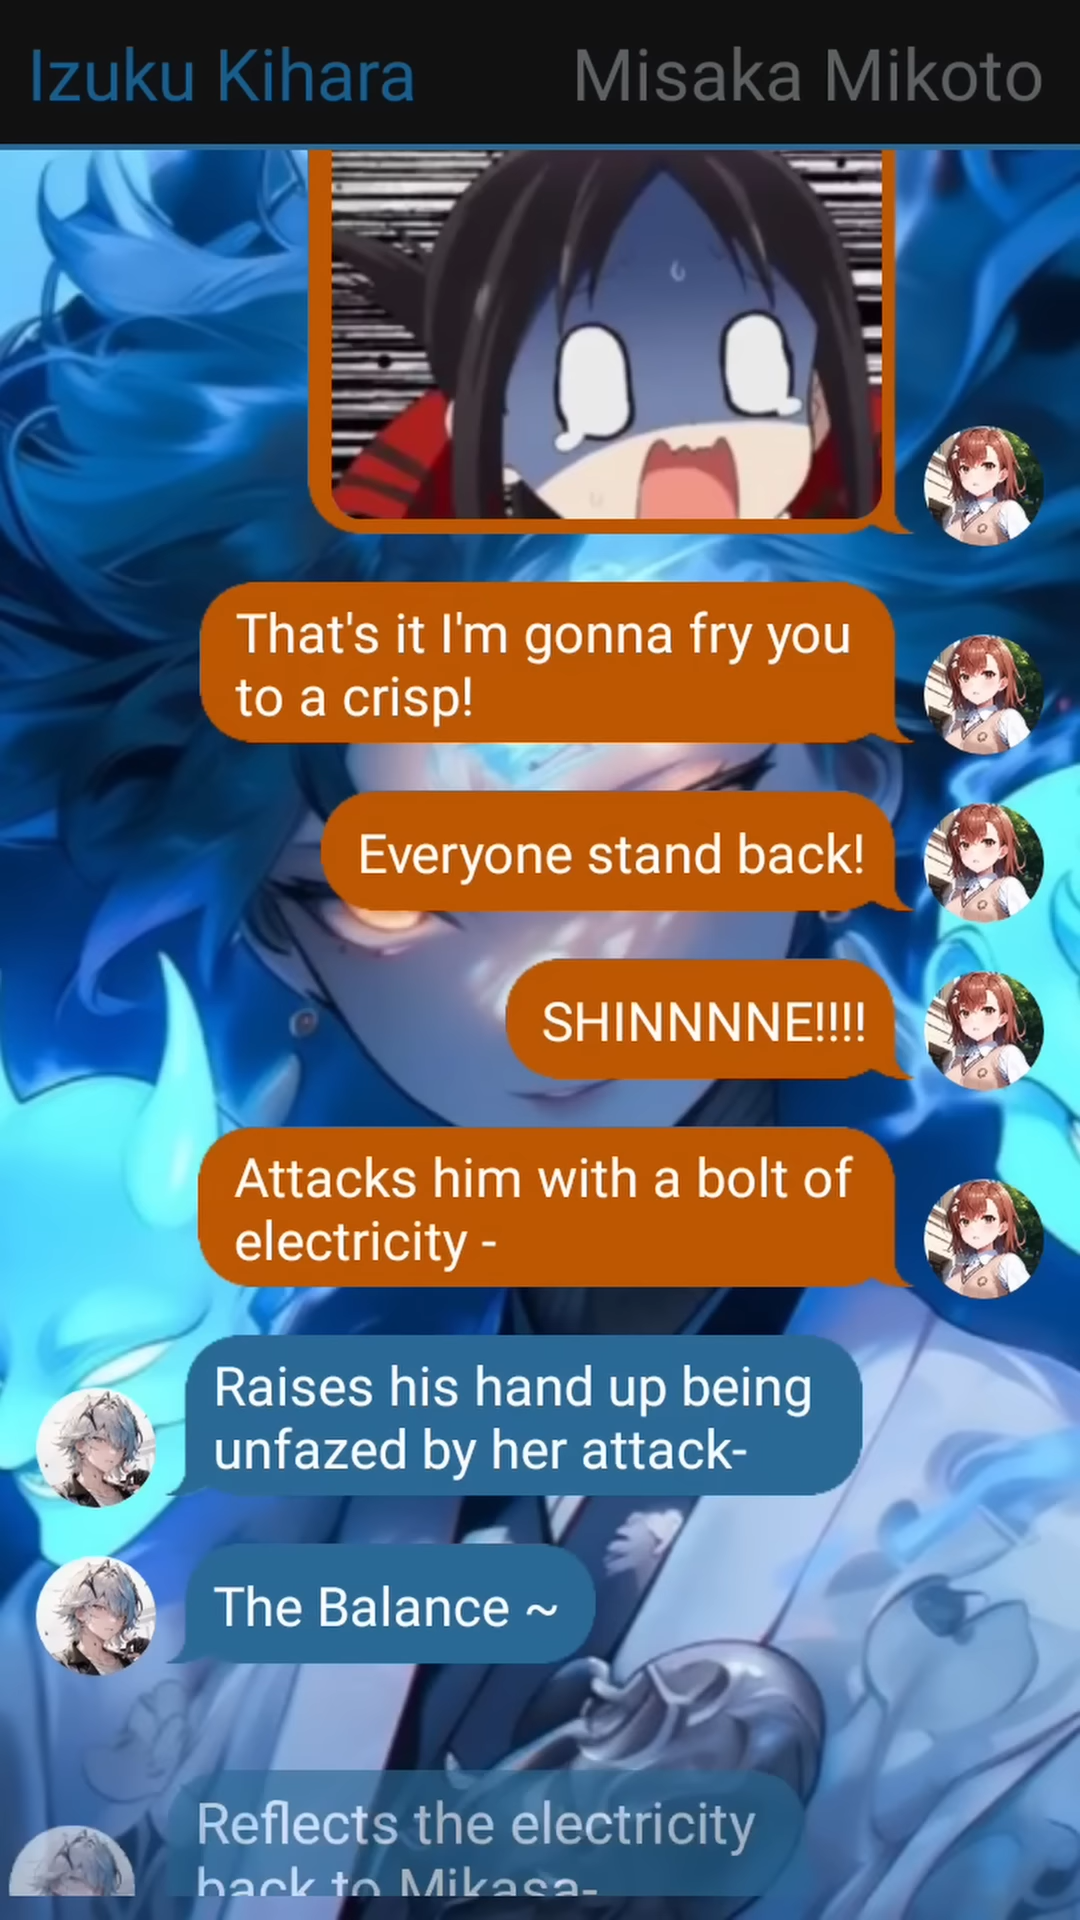 Izuku Kihara
Misaka Mikoto
That's it I'm gonna fry you
to a crisp!
Everyone stand back!
SHINNNNE!!!!
Attacks him with a bolt of
electricity -
Raises his hand up being
unfazed by her attack-
The Balance ~
Reflects the electricity
back to Mikasa-